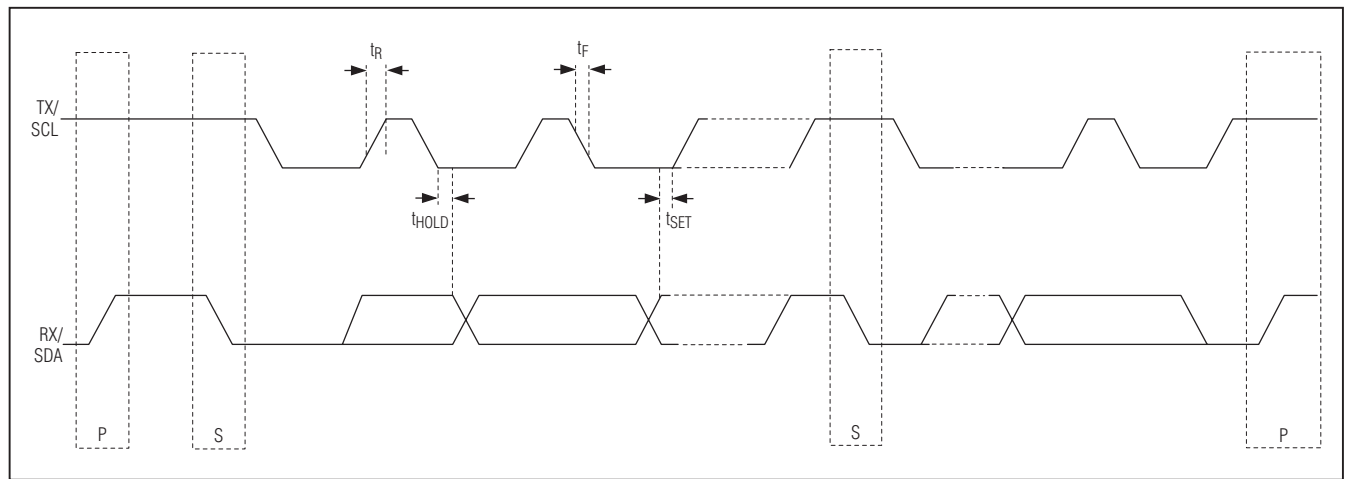 tR
tF
TX/
SCL
tHOLD
tSET
RX/
SDA
P
S
S
P